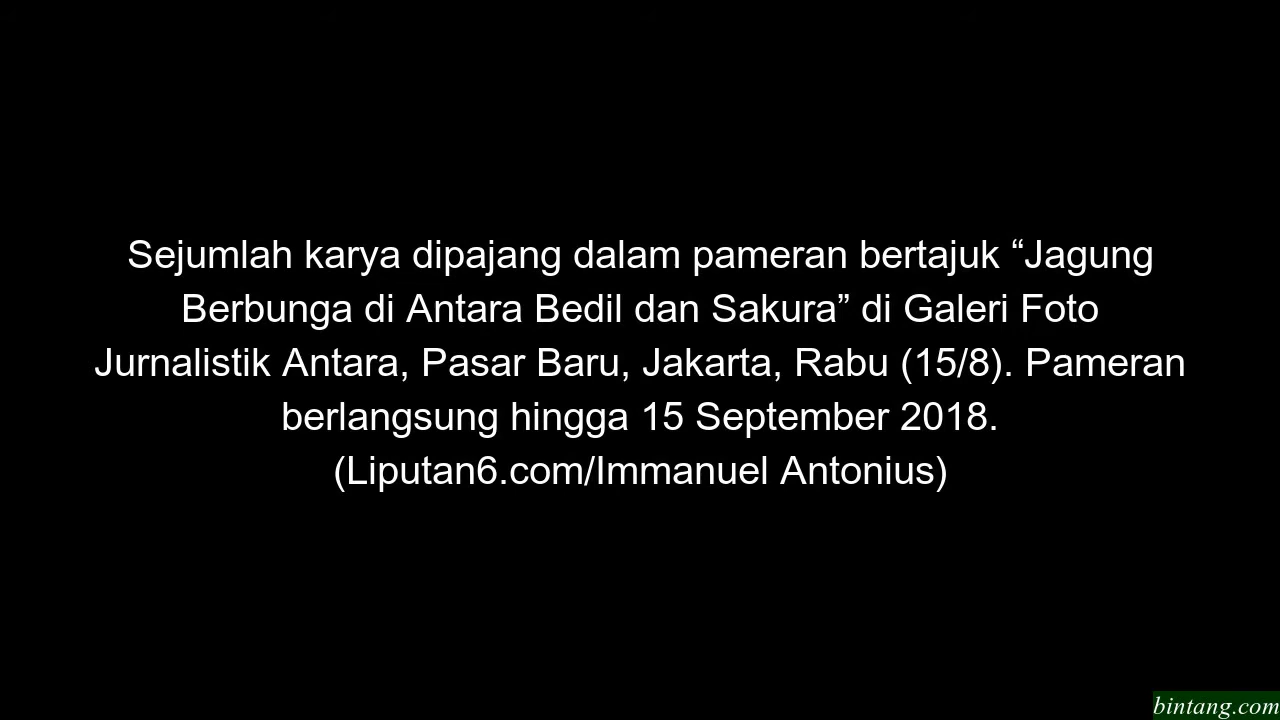 Sejumlah karya dipajang dalam pameran bertajuk “Jagung
Berbunga di Antara Bedil dan Sakura” di Galeri Foto
Jurnalistik Antara, Pasar Baru, Jakarta, Rabu (15/8). Pameran
berlangsung hingga 15 September 2018.
(Liputan6.com/Immanuel Antonius)
bintang.com